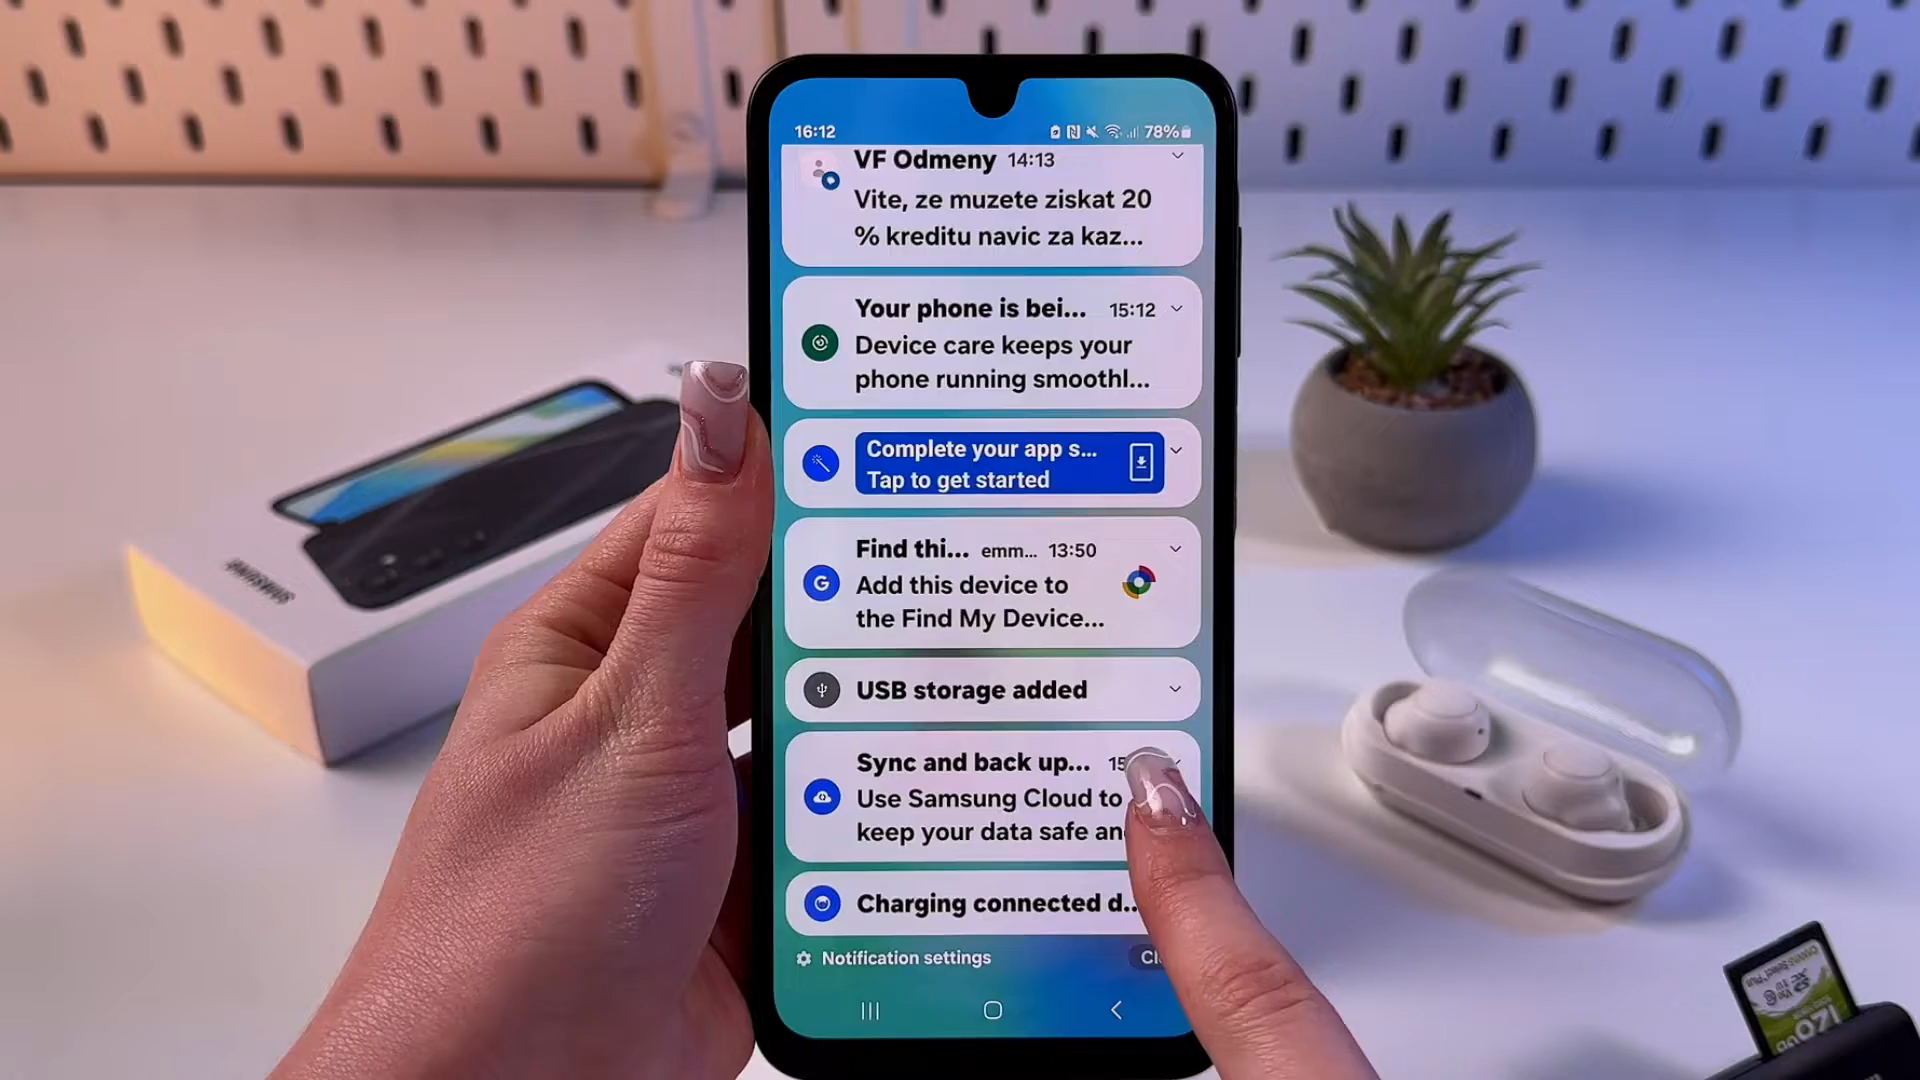 16:12
78%
VF Odmeny 14:13
Vite, ze muzete ziskat 20
% kreditu navic za kaz...
Your phone is bei... 15:12
Device care keeps your
phone running smoothl...
Complete your app s...
Tap to get started
Find thi... emm... 13:50
Add this device to
the Find My Device...
USB storage added
Sync and back up... 15
Use Samsung Cloud to
keep your data safe an
Charging connected d...
Notification settings
Cl
SAMSUNG